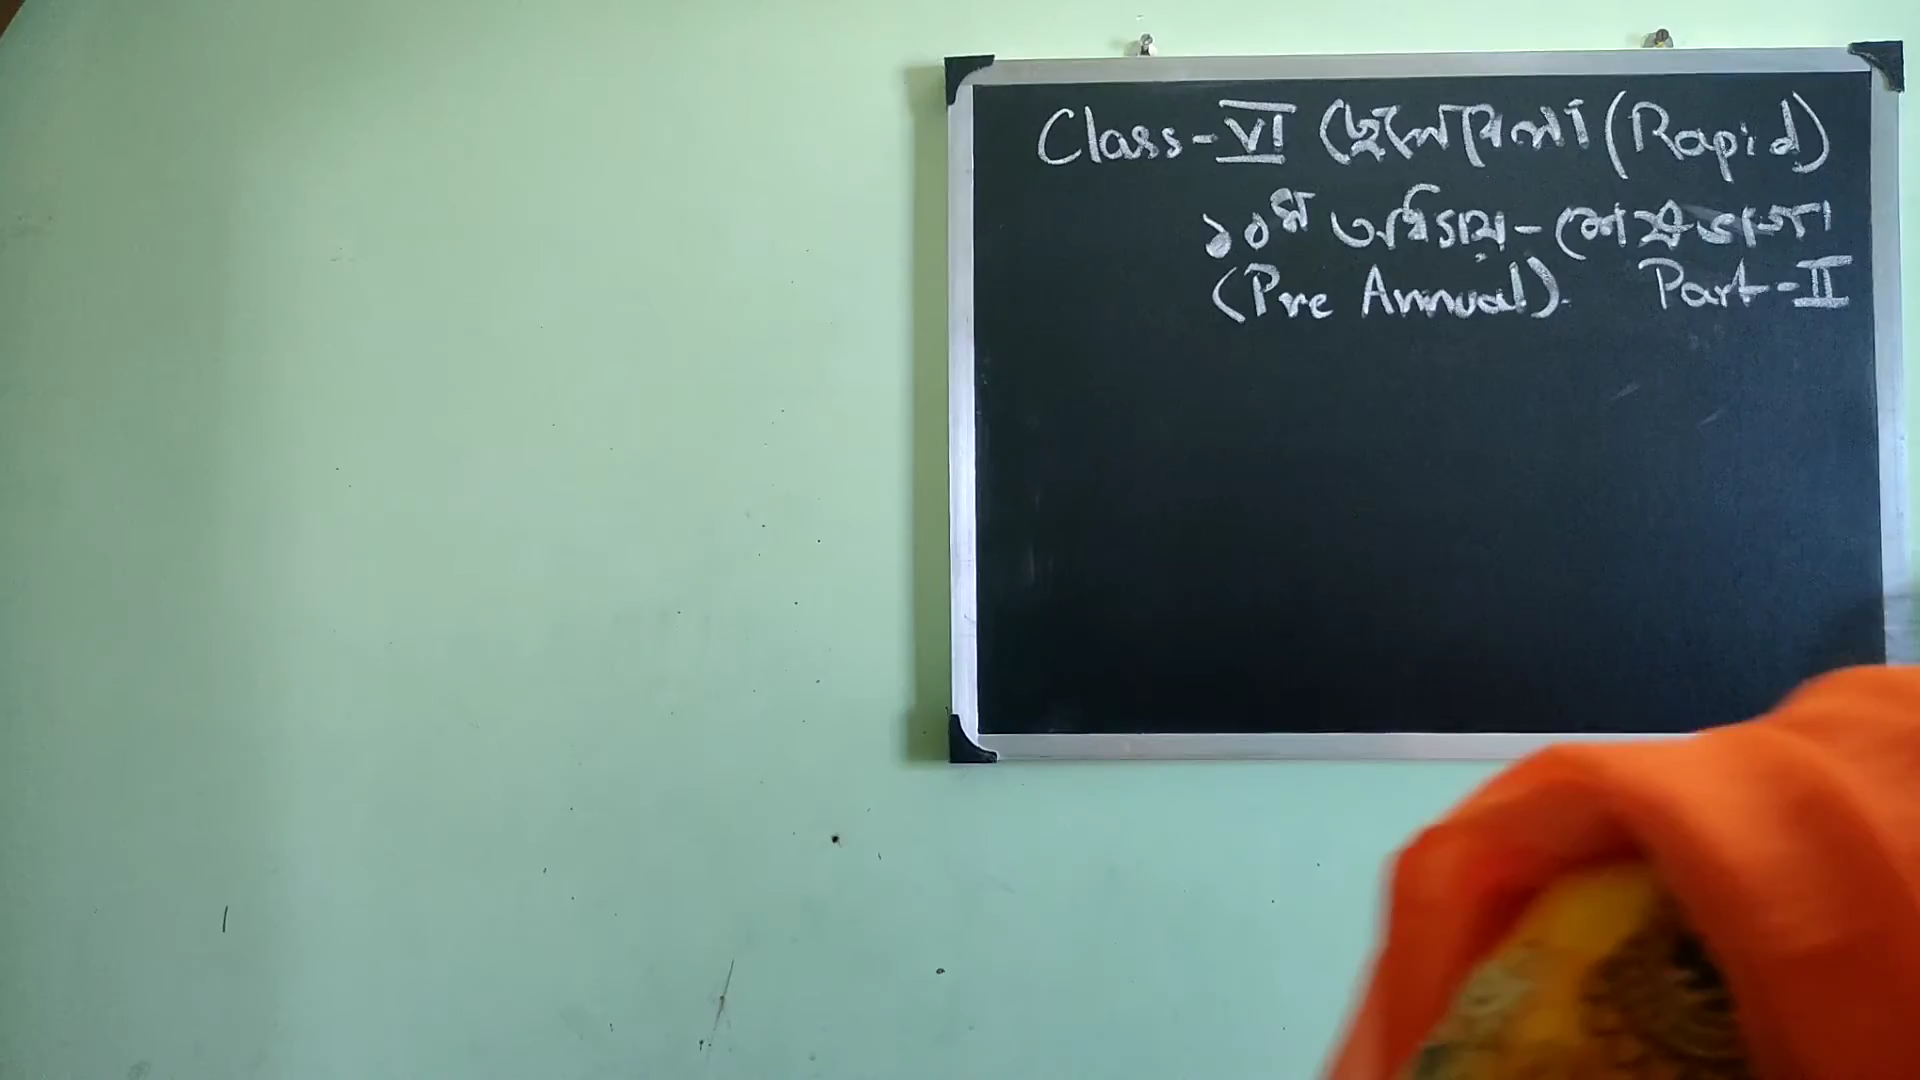 Class-VI ছেলেবেলা (Rapid)
১০ম অধ্যায় -
(Pre Annual). Part-II